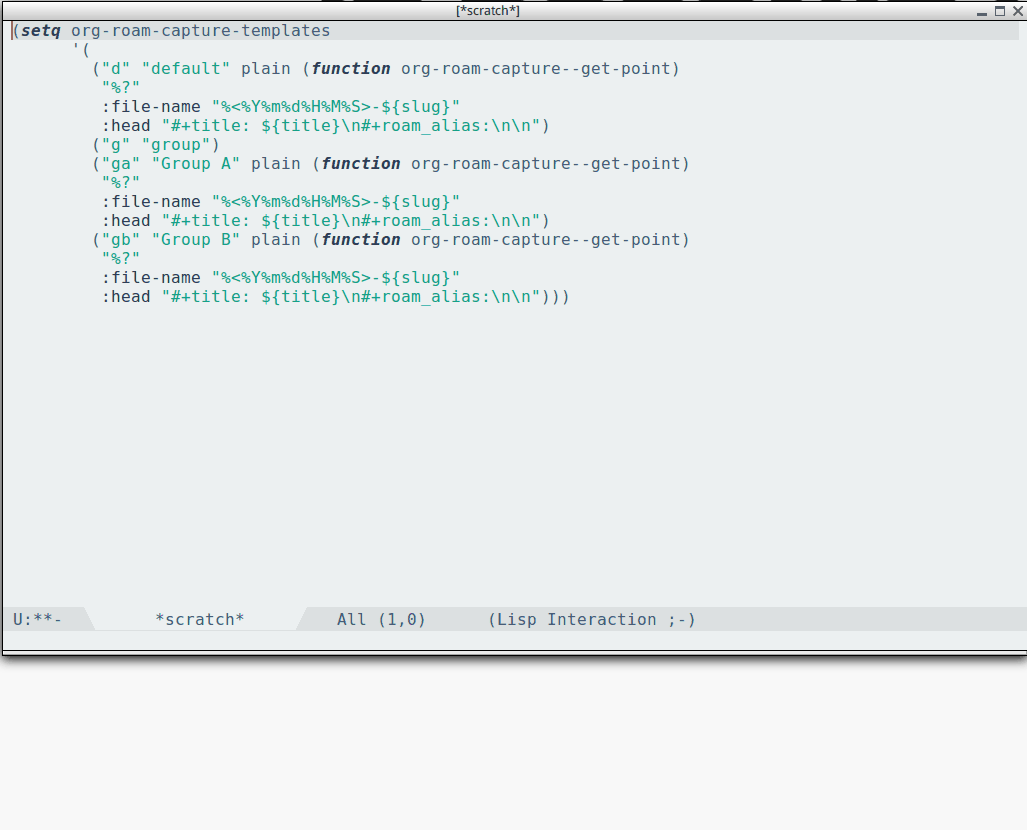 [*scratch*]
(setq org-roam-capture-templates
      '(
        ("d" "default" plain (function org-roam-capture--get-point)
         "%?"
         :file-name "%<%Y%m%d%H%M%S>-${slug}"
         :head "#+title: ${title}\n#+roam_alias:\n\n")
        ("g" "group")
        ("ga" "Group A" plain (function org-roam-capture--get-point)
         "%?"
         :file-name "%<%Y%m%d%H%M%S>-${slug}"
         :head "#+title: ${title}\n#+roam_alias:\n\n")
        ("gb" "Group B" plain (function org-roam-capture--get-point)
         "%?"
         :file-name "%<%Y%m%d%H%M%S>-${slug}"
         :head "#+title: ${title}\n#+roam_alias:\n\n")))
U:**- *scratch* All (1,0) (Lisp Interaction ;-)